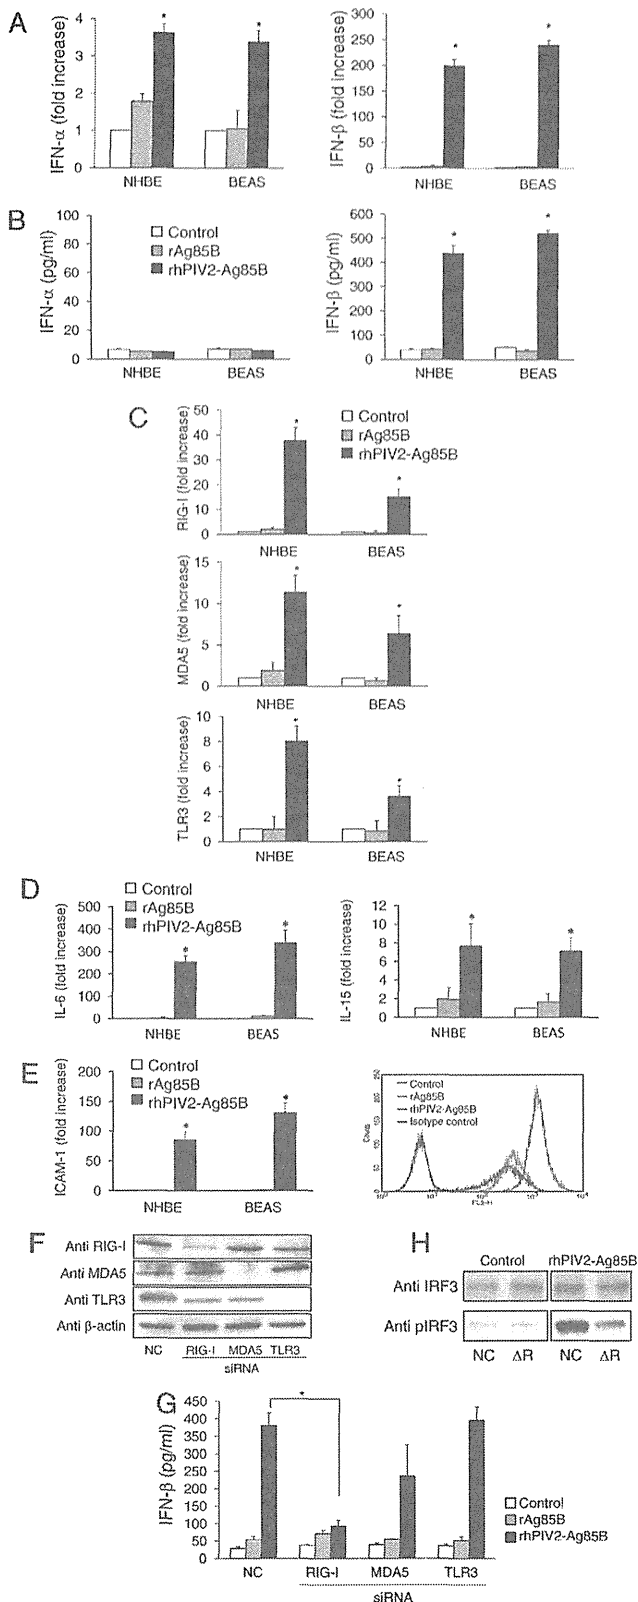 A
IFN-α (fold increase)
4
3
2
1
0
*
*
NHBE
BEAS
IFN-β (fold increase)
300
250
200
150
100
50
0
*
*
NHBE
BEAS
B
IFN-α (pg/ml)
100
80
60
40
20
0
Control
rAg85B
rhPIV2-Ag85B
NHBE
BEAS
IFN-β (pg/ml)
600
500
400
300
200
100
0
*
*
NHBE
BEAS
C
RIG-I (fold increase)
50
40
30
20
10
0
*
*
Control
rAg85B
rhPIV2-Ag85B
NHBE
BEAS
MDA5 (fold increase)
15
10
5
0
*
*
NHBE
BEAS
TLR3 (fold increase)
10
8
6
4
2
0
*
*
NHBE
BEAS
D
IL-6 (fold increase)
500
400
300
200
100
0
Control
rAg85B
rhPIV2-Ag85B
*
*
NHBE
BEAS
IL-15 (fold increase)
12
10
8
6
4
2
0
*
*
NHBE
BEAS
E
ICAM-1 (fold increase)
200
150
100
50
0
Control
rAg85B
rhPIV2-Ag85B
*
*
NHBE
BEAS
Control
rAg85B
rhPIV2-Ag85B
Isotype control
F
Anti RIG-I
Anti MDA5
Anti TLR3
Anti β-actin
NC
RIG-I
MDA5
TLR3
siRNA
H
Control
rhPIV2-Ag85B
Anti IRF3
Anti pIRF3
NC
ΔR
NC
ΔR
G
IFN-β (pg/ml)
450
400
350
300
250
200
150
100
50
0
*
Control
rAg85B
rhPIV2-Ag85B
NC
RIG-I
MDA5
TLR3
siRNA